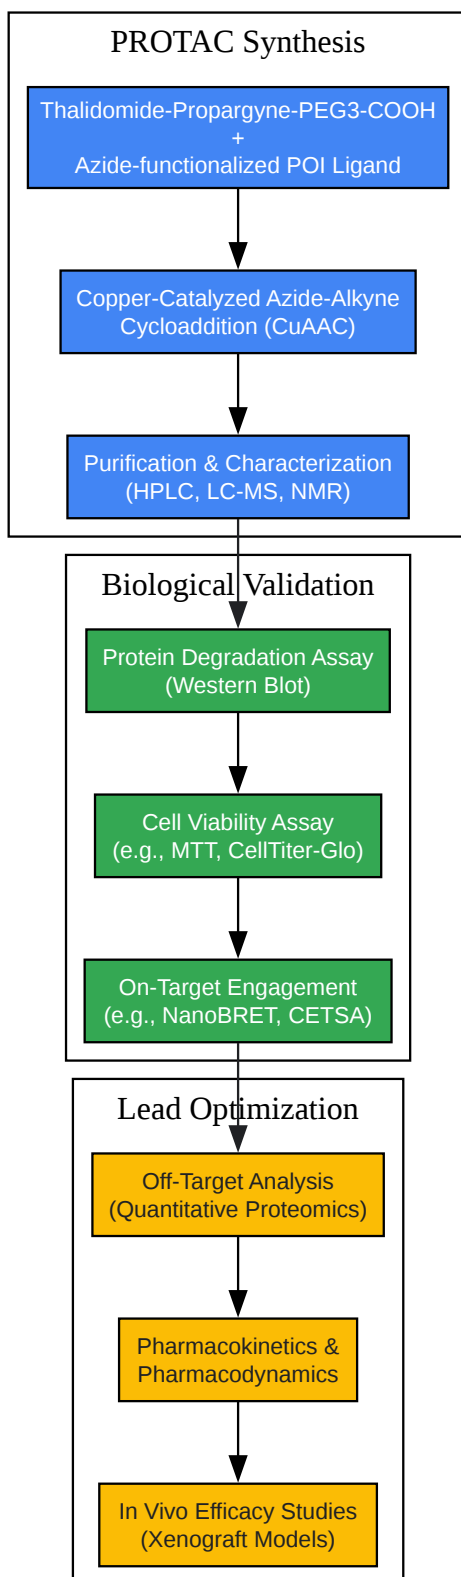 PROTAC Synthesis
Thalidomide-Propargyne-PEG3-COOH
+
Azide-functionalized POI Ligand
Copper-Catalyzed Azide-Alkyne
Cycloaddition (CuAAC)
Purification & Characterization
(HPLC, LC-MS, NMR)
Biological Validation
Protein Degradation Assay
(Western Blot)
Cell Viability Assay
(e.g., MTT, CellTiter-Glo)
On-Target Engagement
(e.g., NanoBRET, CETSA)
Lead Optimization
Off-Target Analysis
(Quantitative Proteomics)
Pharmacokinetics &
Pharmacodynamics
In Vivo Efficacy Studies
(Xenograft Models)